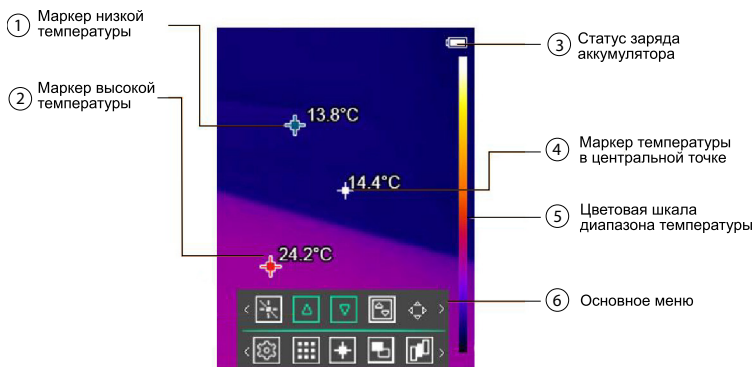 1 Маркер низкой
температуры
2 Маркер высокой
температуры
13.8°C
14.4°C
24.2°C
3 Статус заряда
аккумулятора
4 Маркер температуры
в центральной точке
5 Цветовая шкала
диапазона температуры
6 Основное меню